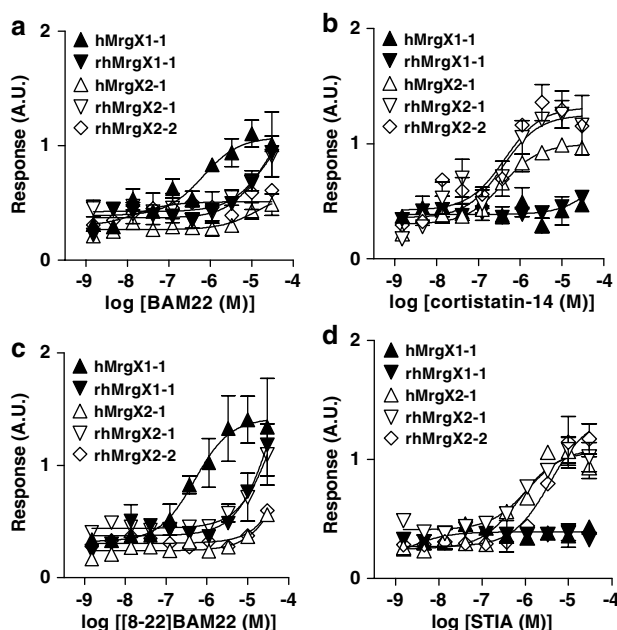 a
2
1
0
Response (A.U.)
▲ hMrgX1-1
▼ rhMrgX1-1
△ hMrgX2-1
▽ rhMrgX2-1
◇ rhMrgX2-2
-9 -8 -7 -6 -5 -4
log [BAM22 (M)]
b
2
1
0
Response (A.U.)
▲ hMrgX1-1
▼ rhMrgX1-1
△ hMrgX2-1
▽ rhMrgX2-1
◇ rhMrgX2-2
-9 -8 -7 -6 -5 -4
log [cortistatin-14 (M)]
c
2
1
0
Response (A.U.)
▲ hMrgX1-1
▼ rhMrgX1-1
△ hMrgX2-1
▽ rhMrgX2-1
◇ rhMrgX2-2
-9 -8 -7 -6 -5 -4
log [[8-22]BAM22 (M)]
d
2
1
0
Response (A.U.)
▲ hMrgX1-1
▼ rhMrgX1-1
△ hMrgX2-1
▽ rhMrgX2-1
◇ rhMrgX2-2
-9 -8 -7 -6 -5 -4
log [STIA (M)]